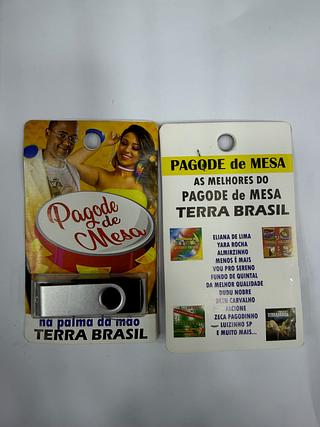 Pagode
de
Mesa
na palma da mão
TERRA BRASIL
PAGODE de MESA
AS MELHORES DO
PAGODE de MESA
TERRA BRASIL
ELIANA DE LIMA
YARA ROCHA
ALMIRZINHO
MENOS É MAIS
VOU PRO SERENO
FUNDO DE QUINTAL
DA MELHOR QUALIDADE
DUDU NOBRE
BETH CARVALHO
ALCIONE
ZECA PAGODINHO
LUIZINHO SP
E MUITO MAIS...